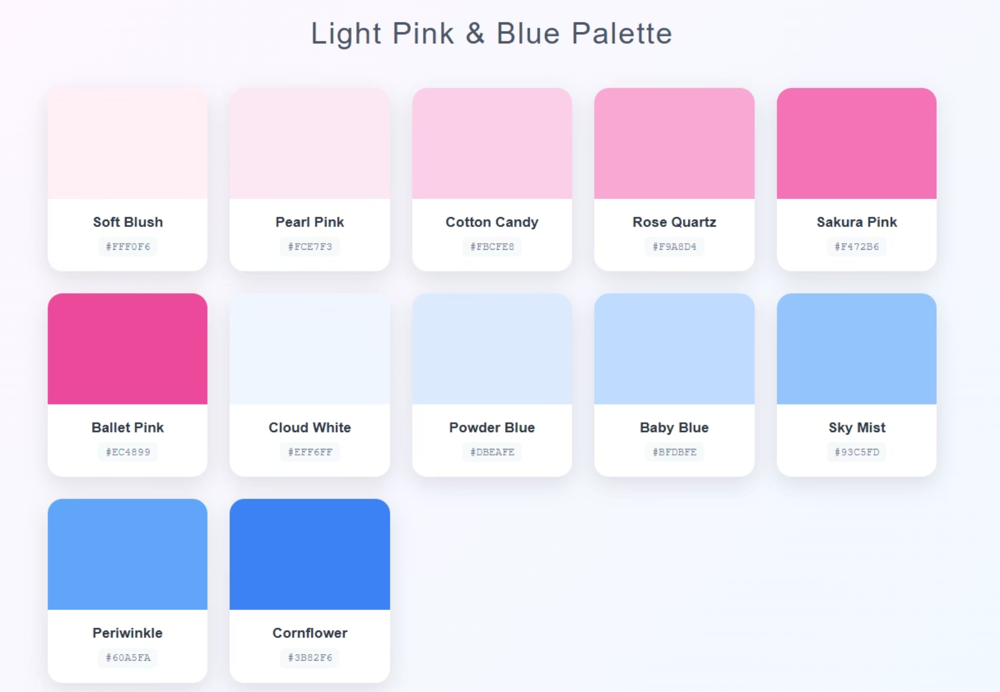 Light Pink & Blue Palette
Soft Blush
#FFF0F6
Pearl Pink
#FCE7F3
Cotton Candy
#FBCFE8
Rose Quartz
#F9A8D4
Sakura Pink
#F472B6
Ballet Pink
#EC4899
Cloud White
#EFF6FF
Powder Blue
#DBEAFE
Baby Blue
#BFDBFE
Sky Mist
#93C5FD
Periwinkle
#60A5FA
Cornflower
#3B82F6